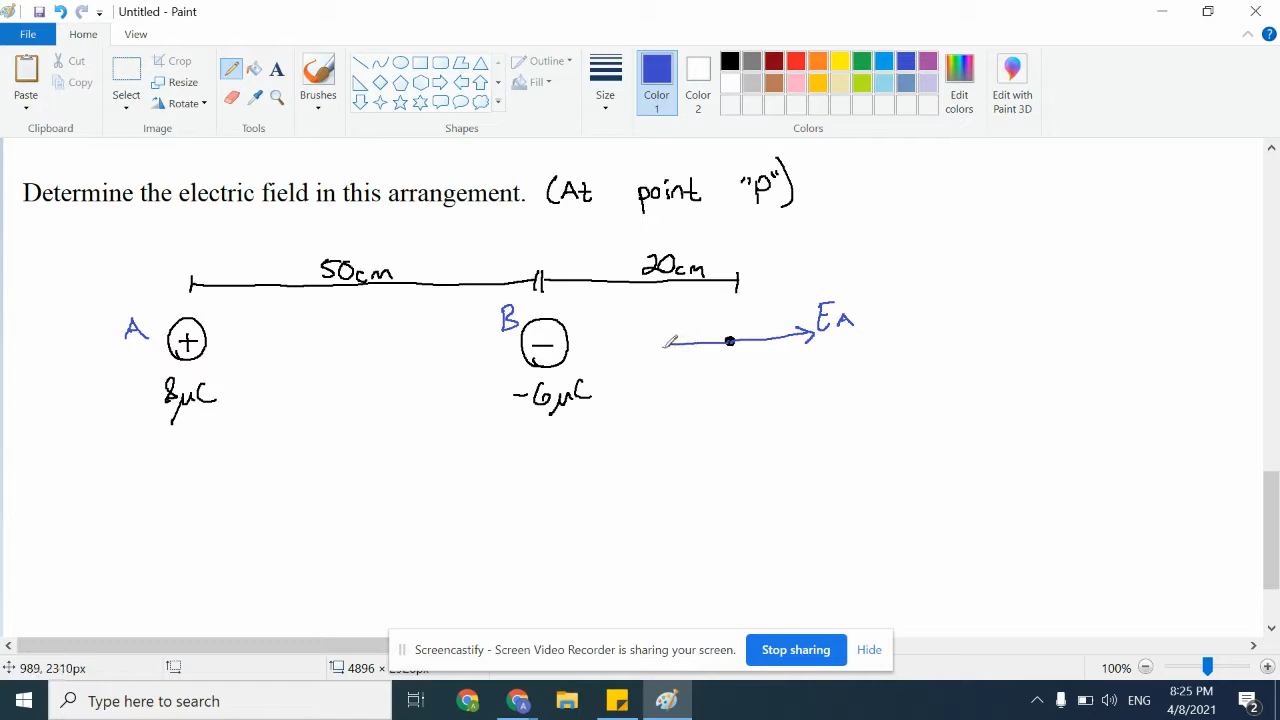 Untitled - Paint
File Home View
Paste
Cut
Copy
Clipboard
Select
Crop
Resize
Rotate
Image
Tools
Brushes
Shapes
Outline
Fill
Size
Color 1
Color 2
Edit colors
Edit with Paint 3D
Colors
Determine the electric field in this arrangement. (At point "P")
50cm 20cm
A + B − EA
8μC −6μC
Screencastify - Screen Video Recorder is sharing your screen. Stop sharing Hide
989, 2310px 100%
Type here to search ENG 8:25 PM
4/8/2021 2